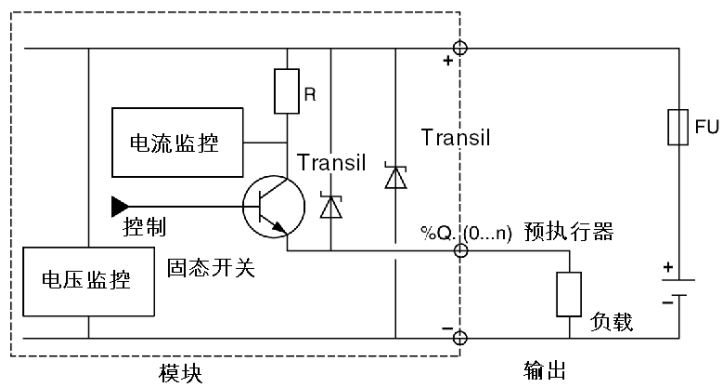 +
R
FU
电流监控
Transil
Transil
控制
%Q. (0...n) 预执行器
固态开关
电压监控
+
−
负载
−
模块
输出